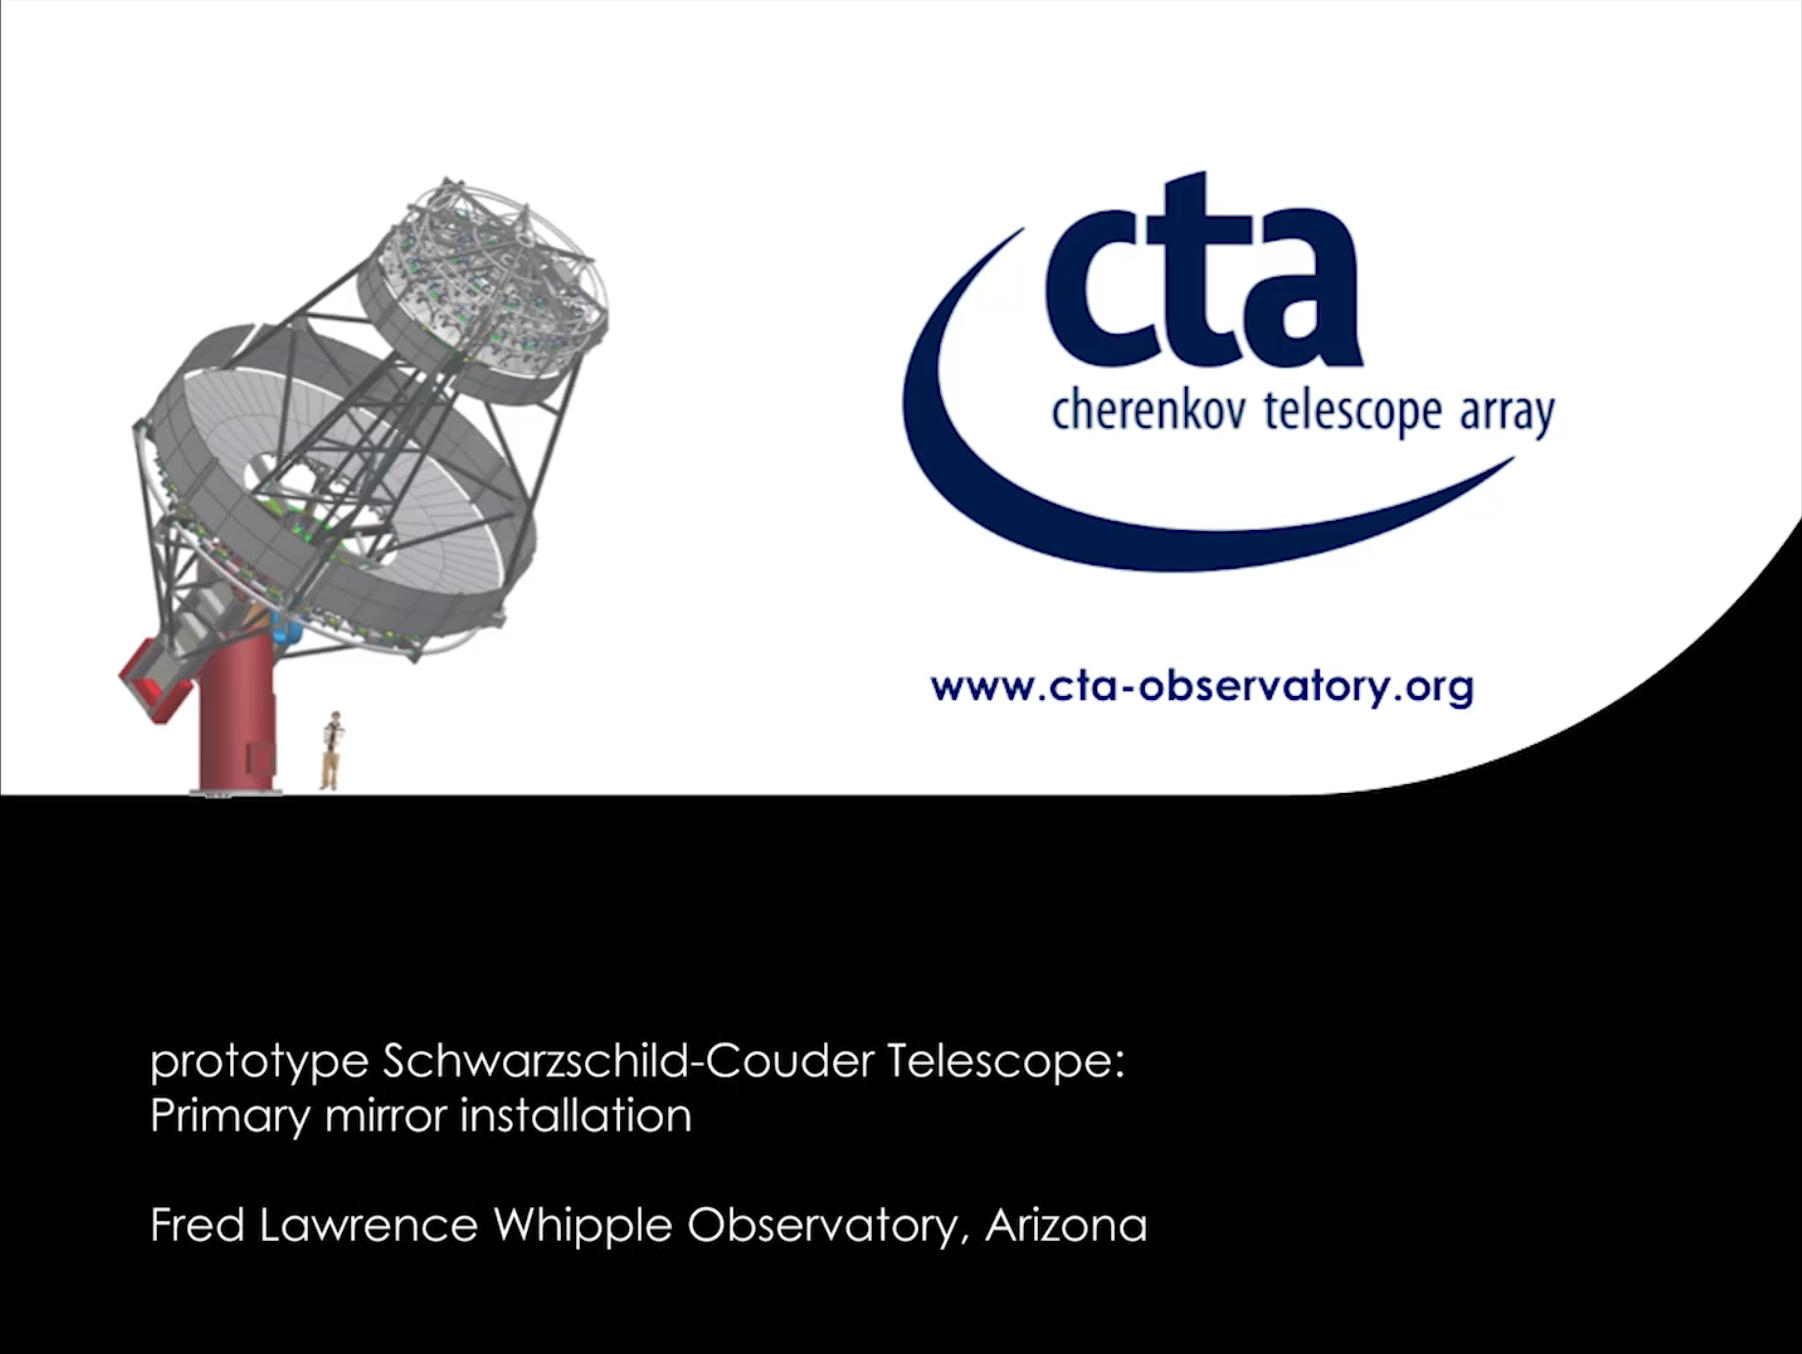 cta
cherenkov telescope array
www.cta-observatory.org
prototype Schwarzschild-Couder Telescope:
Primary mirror installation
Fred Lawrence Whipple Observatory, Arizona